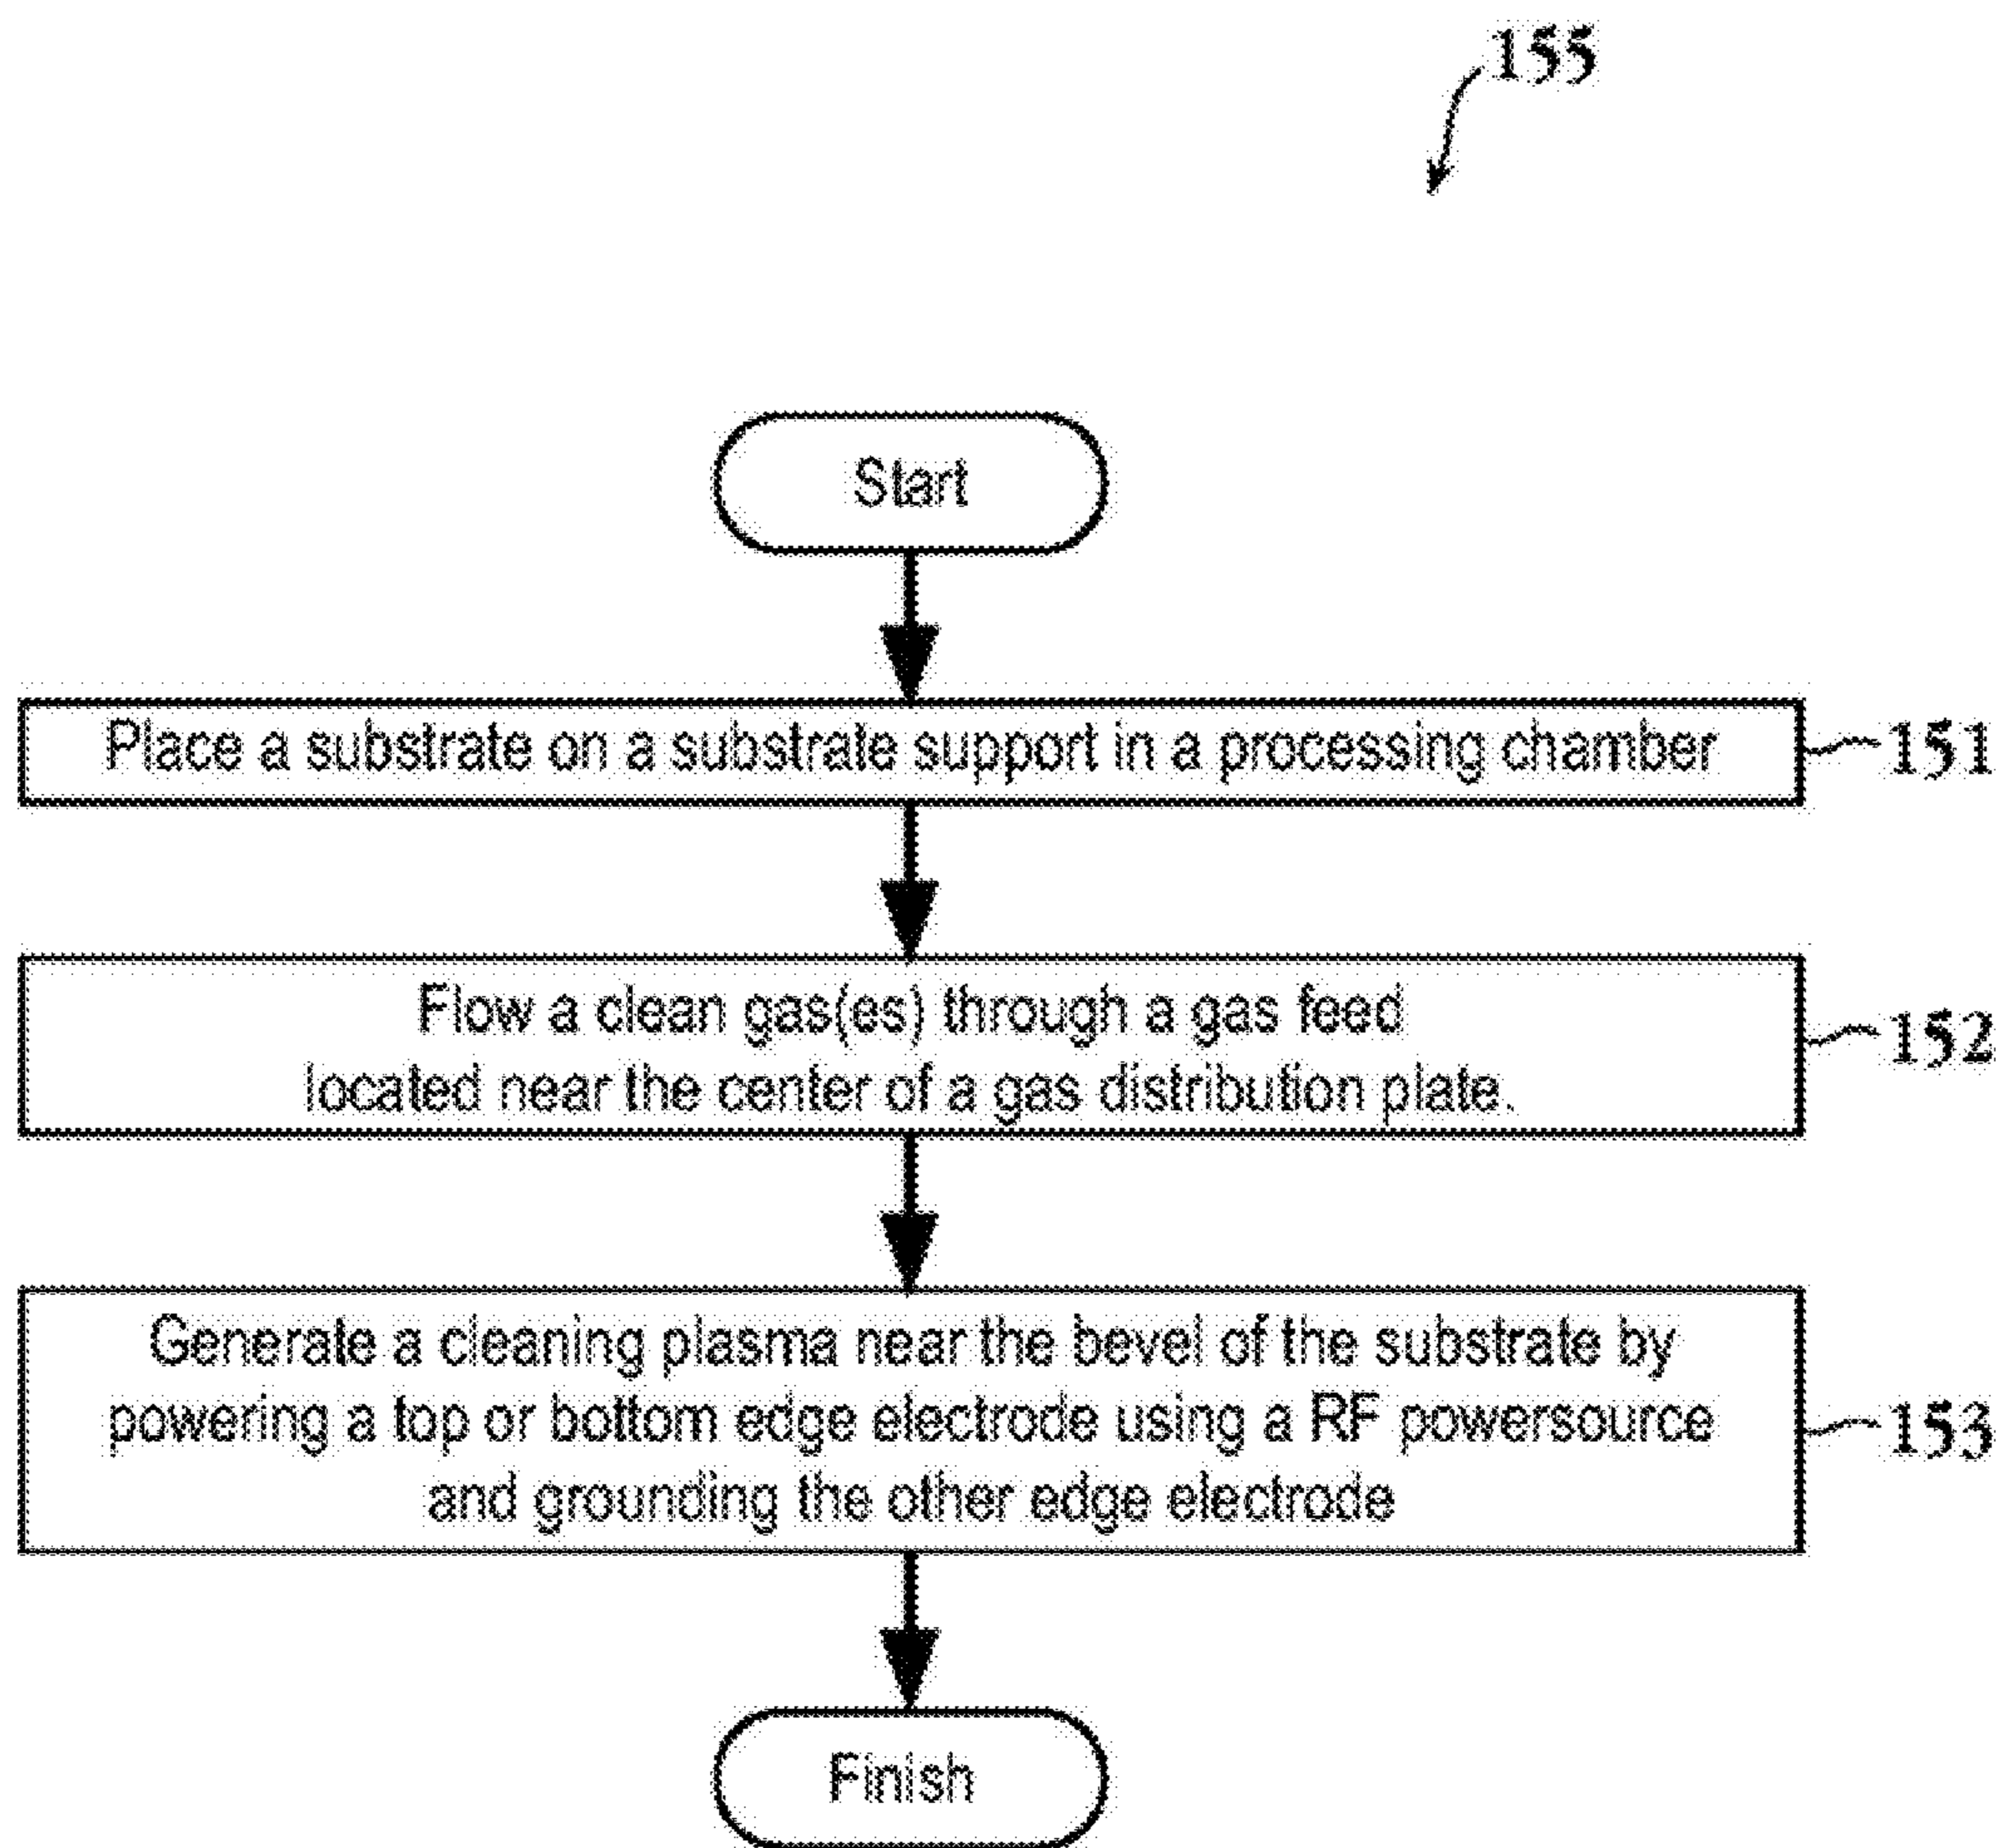 155
Start
Place a substrate on a substrate support in a processing chamber
151
Flow a clean gas(es) through a gas feed
located near the center of a gas distribution plate.
152
Generate a cleaning plasma near the bevel of the substrate by
powering a top or bottom edge electrode using a RF powersource
and grounding the other edge electrode
153
Finish